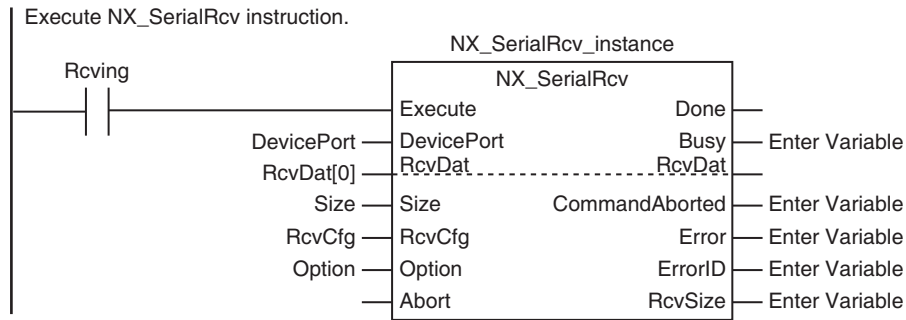 Execute NX_SerialRcv instruction.
NX_SerialRcv_instance
Rcving
NX_SerialRcv
Execute Done
DevicePort DevicePort Busy Enter Variable
RcvDat[0] RcvDat RcvDat
Size Size CommandAborted Enter Variable
RcvCfg RcvCfg Error Enter Variable
Option Option ErrorID Enter Variable
Abort RcvSize Enter Variable